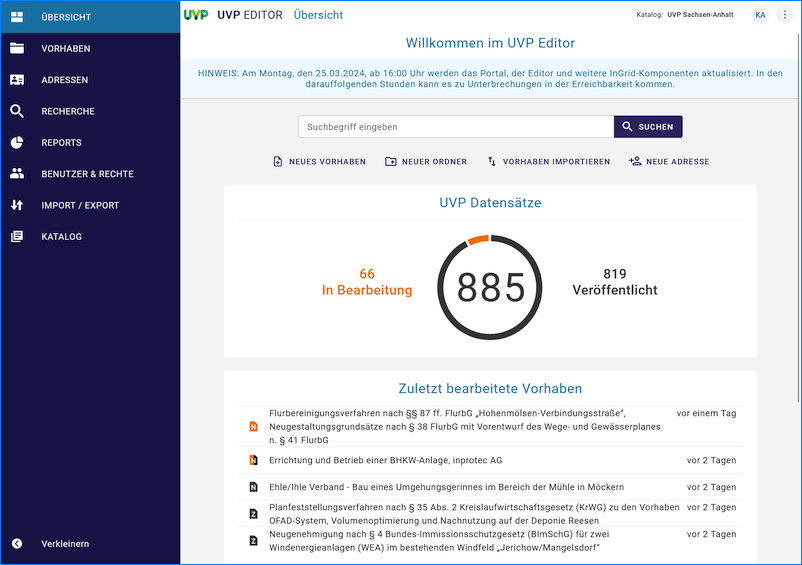 ÜBERSICHT
VORHABEN
ADRESSEN
RECHERCHE
REPORTS
BENUTZER & RECHTE
IMPORT / EXPORT
KATALOG
Verkleinern
UVP UVP EDITOR Übersicht
Katalog: UVP Sachsen-Anhalt KA
Willkommen im UVP Editor
HINWEIS: Am Montag, den 25.03.2024, ab 16:00 Uhr werden das Portal, der Editor und weitere InGrid-Komponenten aktualisiert. In den
darauffolgenden Stunden kann es zu Unterbrechungen in der Erreichbarkeit kommen.
Suchbegriff eingeben SUCHEN
NEUES VORHABEN NEUER ORDNER VORHABEN IMPORTIEREN NEUE ADRESSE
UVP Datensätze
66
In Bearbeitung
885
819
Veröffentlicht
Zuletzt bearbeitete Vorhaben
Flurbereinigungsverfahren nach §§ 87 ff. FlurbG „Hohenmölsen-Verbindungsstraße“, vor einem Tag
N Neugestaltungsgrundsätze nach § 38 FlurbG mit Vorentwurf des Wege- und Gewässerplanes
n. § 41 FlurbG
N Errichtung und Betrieb einer BHKW-Anlage, inprotec AG vor 2 Tagen
N Ehle/Ihle Verband - Bau eines Umgehungsgerinnes im Bereich der Mühle in Möckern vor 2 Tagen
Planfeststellungsverfahren nach § 35 Abs. 2 Kreislaufwirtschaftsgesetz (KrWG) zu den Vorhaben vor 2 Tagen
Z OFAD-System, Volumenoptimierung und Nachnutzung auf der Deponie Reesen
Neugenehmigung nach § 4 Bundes-Immissionsschutzgesetz (BImSchG) für zwei vor 2 Tagen
Z Windenergieanlagen (WEA) im bestehenden Windfeld „Jerichow/Mangelsdorf“